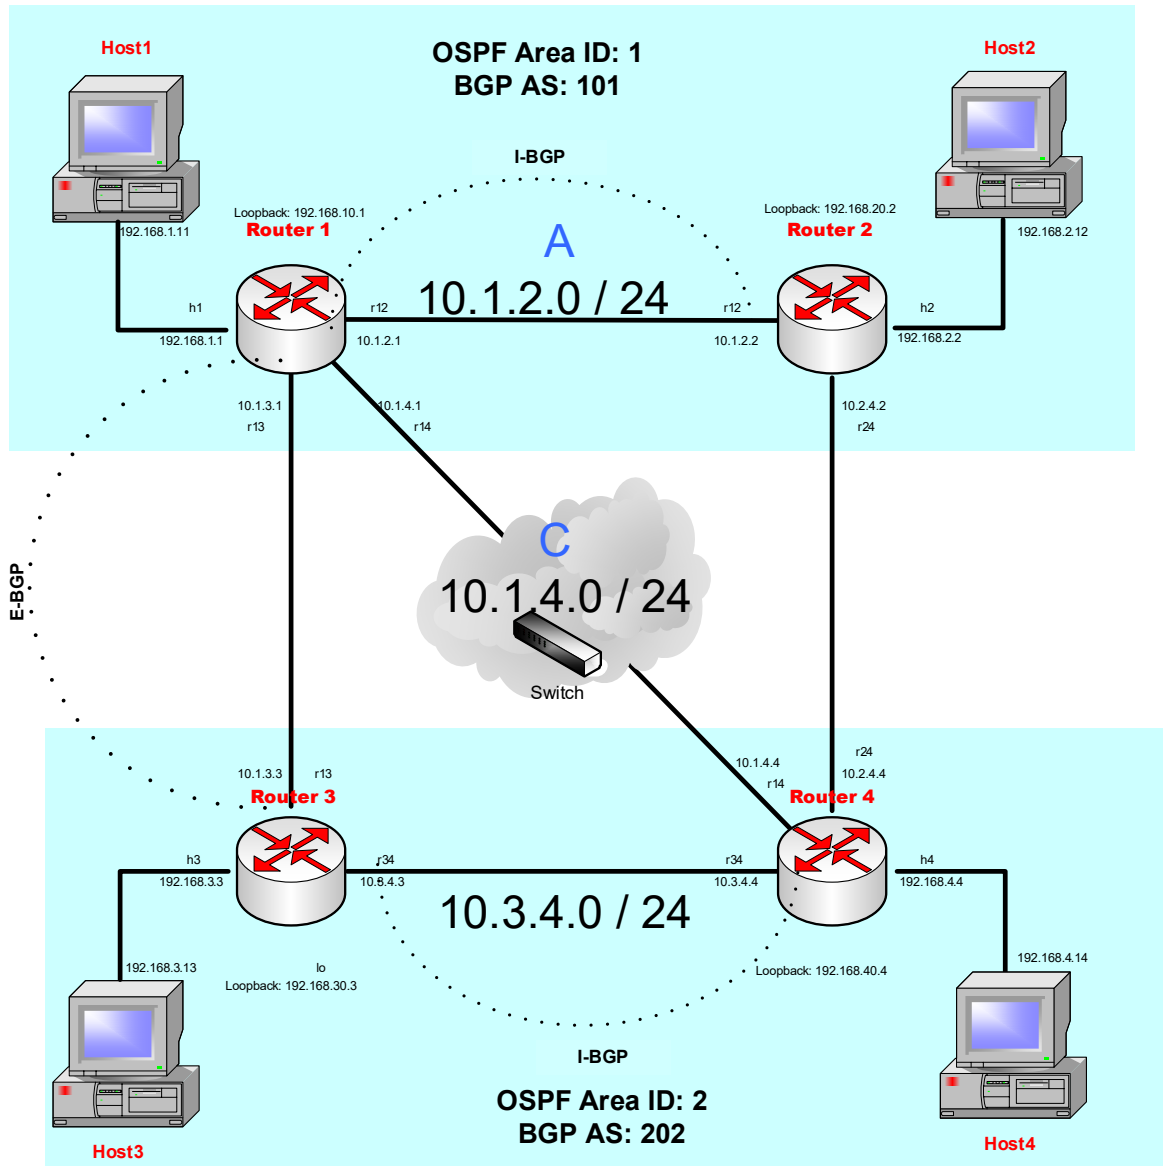 Host1
OSPF Area ID: 1
BGP AS: 101
Host2
I-BGP
Loopback: 192.168.10.1
Router 1
192.168.1.11
Loopback: 192.168.20.2
Router 2
192.168.2.12
A
10.1.2.0 / 24
h1
192.168.1.1
r12
10.1.2.1
r12
10.1.2.2
h2
192.168.2.2
10.1.3.1
r13
10.1.4.1
r14
10.2.4.2
r24
E-BGP
C
10.1.4.0 / 24
Switch
10.1.3.3
r13
Router 3
10.1.4.4
r14
r24
10.2.4.4
Router 4
h3
192.168.3.3
r34
10.3.4.3
r34
10.3.4.4
h4
192.168.4.4
10.3.4.0 / 24
192.168.3.13
lo
Loopback: 192.168.30.3
Loopback: 192.168.40.4
192.168.4.14
I-BGP
OSPF Area ID: 2
BGP AS: 202
Host3
Host4